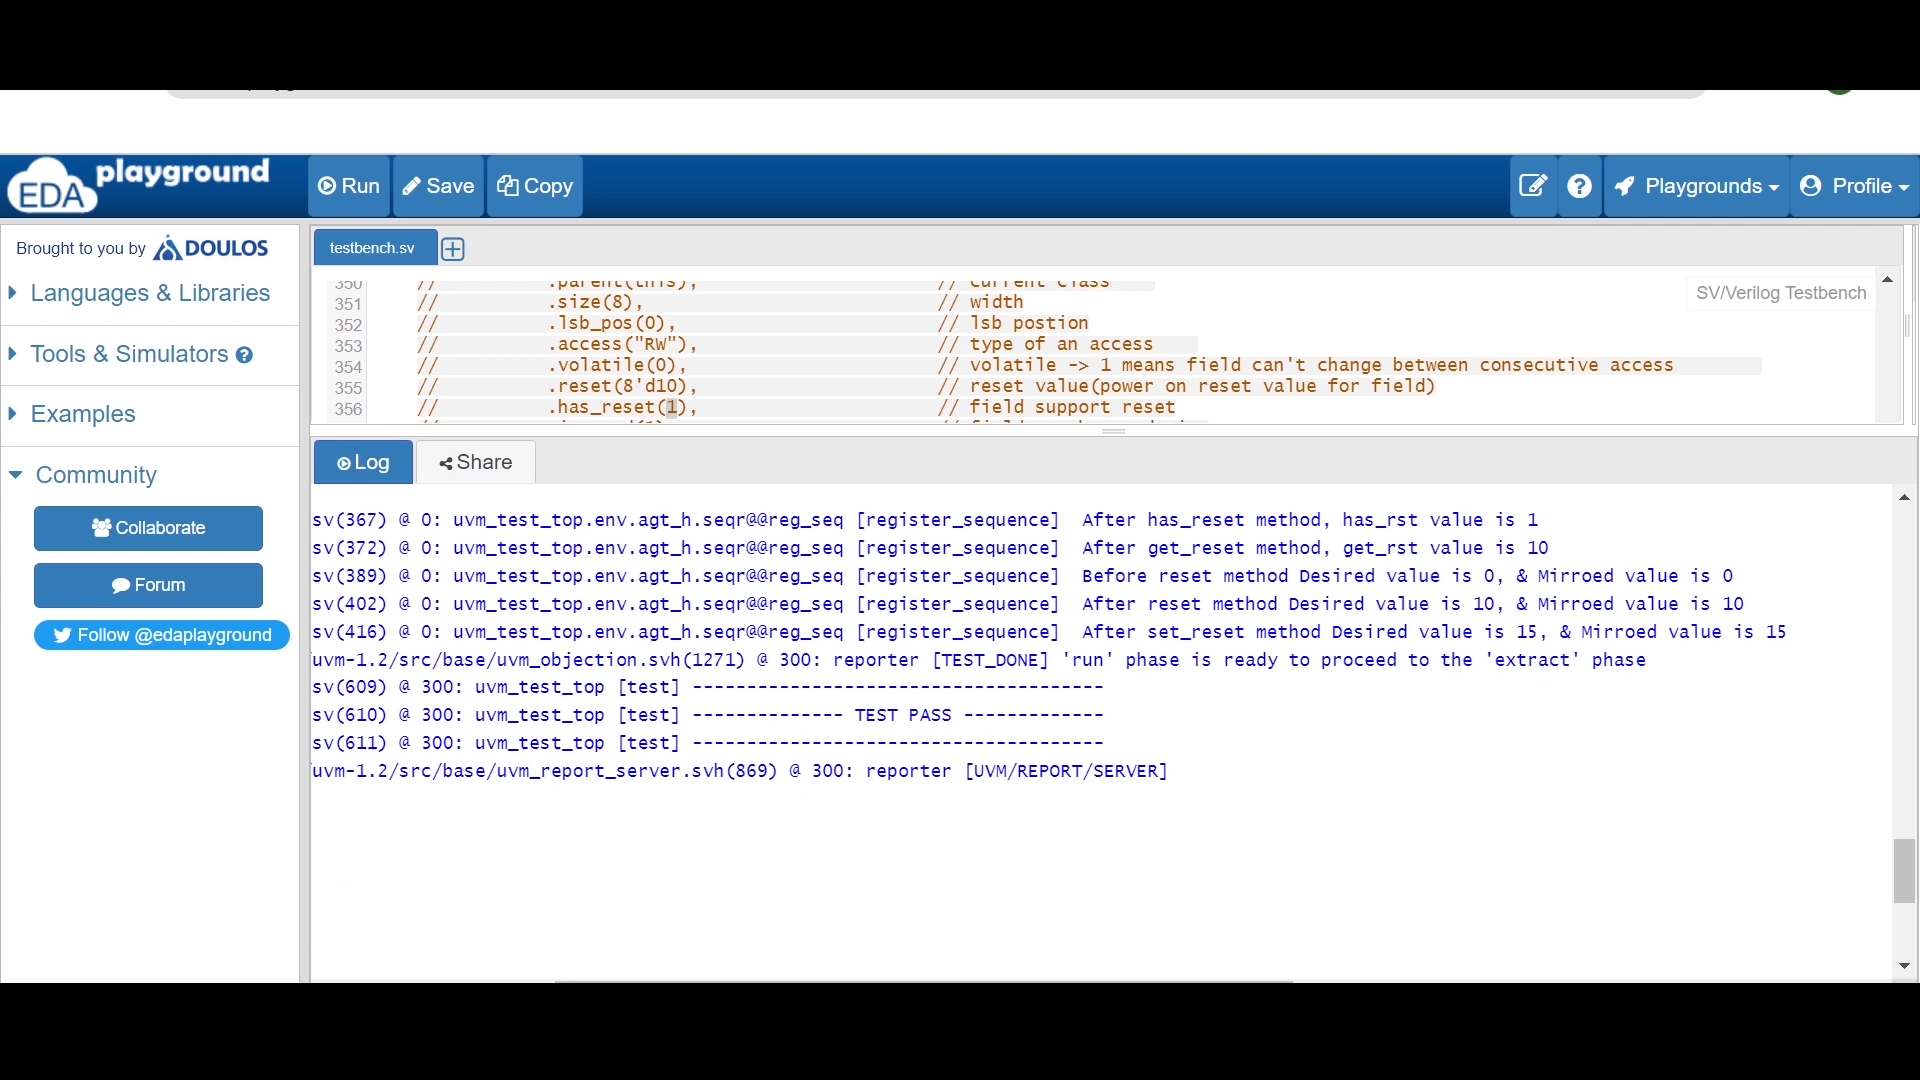 EDA playground
Run
Save
Copy
Playgrounds
Profile
Brought to you by DOULOS
Languages & Libraries
Tools & Simulators
Examples
Community
Collaborate
Forum
Follow @edaplayground
testbench.sv
SV/Verilog Testbench
350 // .parent(this), // current class
351 // .size(8), // width
352 // .lsb_pos(0), // lsb postion
353 // .access("RW"), // type of an access
354 // .volatile(0), // volatile -> 1 means field can't change between consecutive access
355 // .reset(8'd10), // reset value(power on reset value for field)
356 // .has_reset(1), // field support reset
Log
Share
sv(367) @ 0: uvm_test_top.env.agt_h.seqr@@reg_seq [register_sequence] After has_reset method, has_rst value is 1
sv(372) @ 0: uvm_test_top.env.agt_h.seqr@@reg_seq [register_sequence] After get_reset method, get_rst value is 10
sv(389) @ 0: uvm_test_top.env.agt_h.seqr@@reg_seq [register_sequence] Before reset method Desired value is 0, & Mirroed value is 0
sv(402) @ 0: uvm_test_top.env.agt_h.seqr@@reg_seq [register_sequence] After reset method Desired value is 10, & Mirroed value is 10
sv(416) @ 0: uvm_test_top.env.agt_h.seqr@@reg_seq [register_sequence] After set_reset method Desired value is 15, & Mirroed value is 15
uvm-1.2/src/base/uvm_objection.svh(1271) @ 300: reporter [TEST_DONE] 'run' phase is ready to proceed to the 'extract' phase
sv(609) @ 300: uvm_test_top [test] --------------------------------------
sv(610) @ 300: uvm_test_top [test] -------------- TEST PASS -------------
sv(611) @ 300: uvm_test_top [test] --------------------------------------
uvm-1.2/src/base/uvm_report_server.svh(869) @ 300: reporter [UVM/REPORT/SERVER]